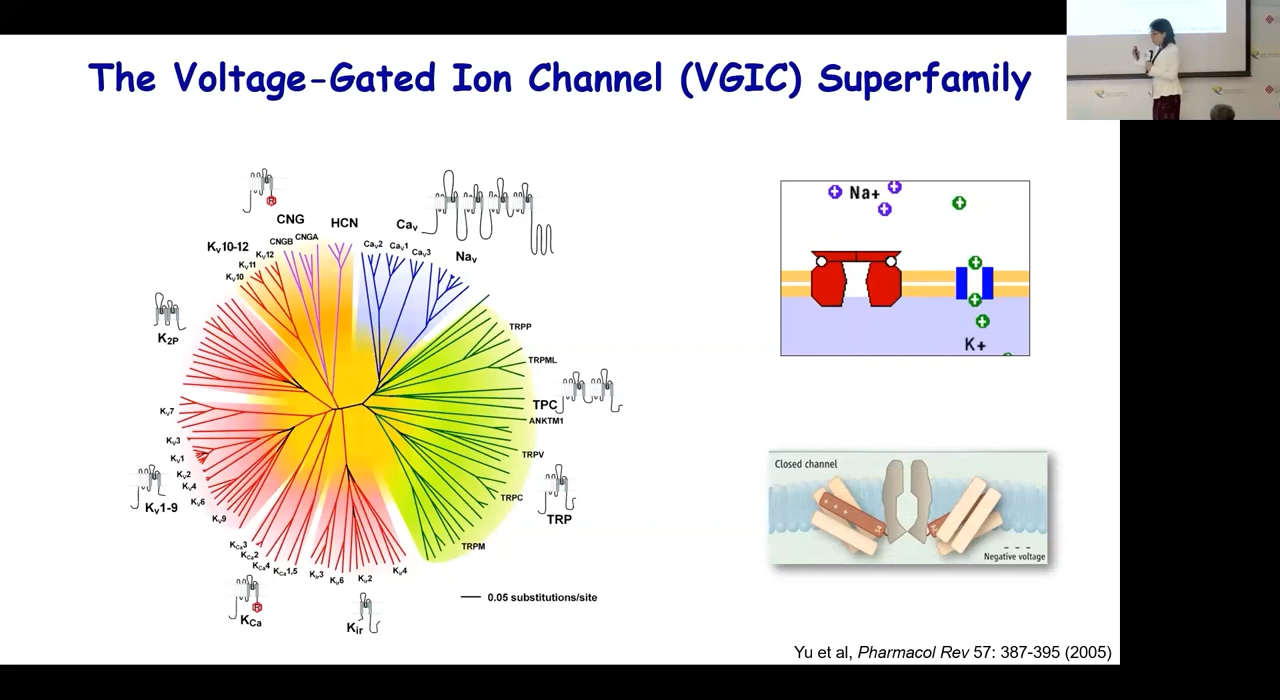 The Voltage-Gated Ion Channel (VGIC) Superfamily
CNG
HCN
Cav
Nav
CNGB
CNGA
Cav2
Cav1
Cav3
Kv10-12
Kv12
Kv11
Kv10
K2P
Kv7
Kv3
Kv1
Kv2
Kv4
Kv6
Kv9
Kv1-9
KCa3
KCa2
KCa4
KCa1,5
KCa
Kir6
Kir2
Kir4
Kir
TRPP
TRPML
TPC
ANKTM1
TRPV
TRPC
TRP
TRPM
0.05 substitutions/site
Na+
K+
Closed channel
Negative voltage
Yu et al, Pharmacol Rev 57: 387-395 (2005)